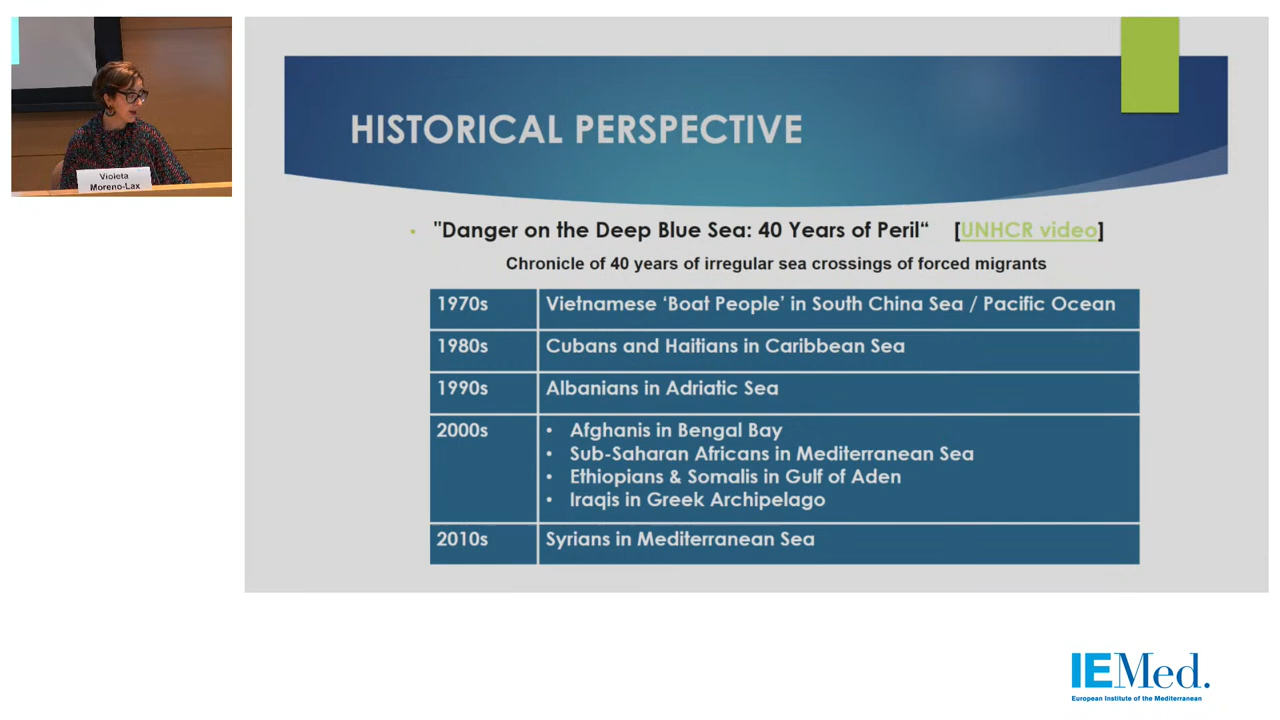 Violeta
Moreno-Lax
HISTORICAL PERSPECTIVE
• "Danger on the Deep Blue Sea: 40 Years of Peril“ [UNHCR video]
Chronicle of 40 years of irregular sea crossings of forced migrants
1970s Vietnamese ‘Boat People’ in South China Sea / Pacific Ocean
1980s Cubans and Haitians in Caribbean Sea
1990s Albanians in Adriatic Sea
2000s • Afghanis in Bengal Bay
• Sub-Saharan Africans in Mediterranean Sea
• Ethiopians & Somalis in Gulf of Aden
• Iraqis in Greek Archipelago
2010s Syrians in Mediterranean Sea
IEMed.
European Institute of the Mediterranean